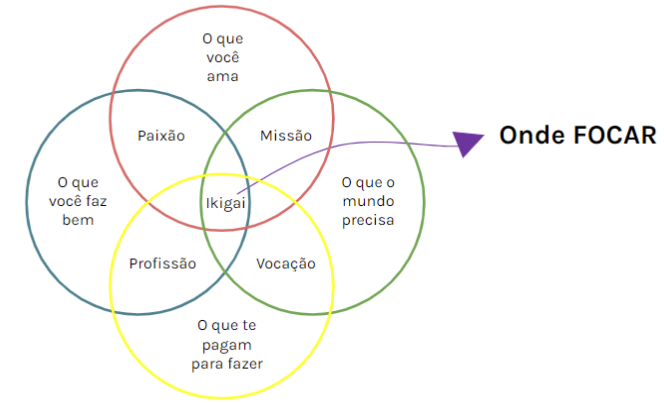 O que
você
ama
Paixão
Missão
Onde FOCAR
O que
você faz
bem
Ikigai
O que o
mundo
precisa
Profissão
Vocação
O que te
pagam
para fazer